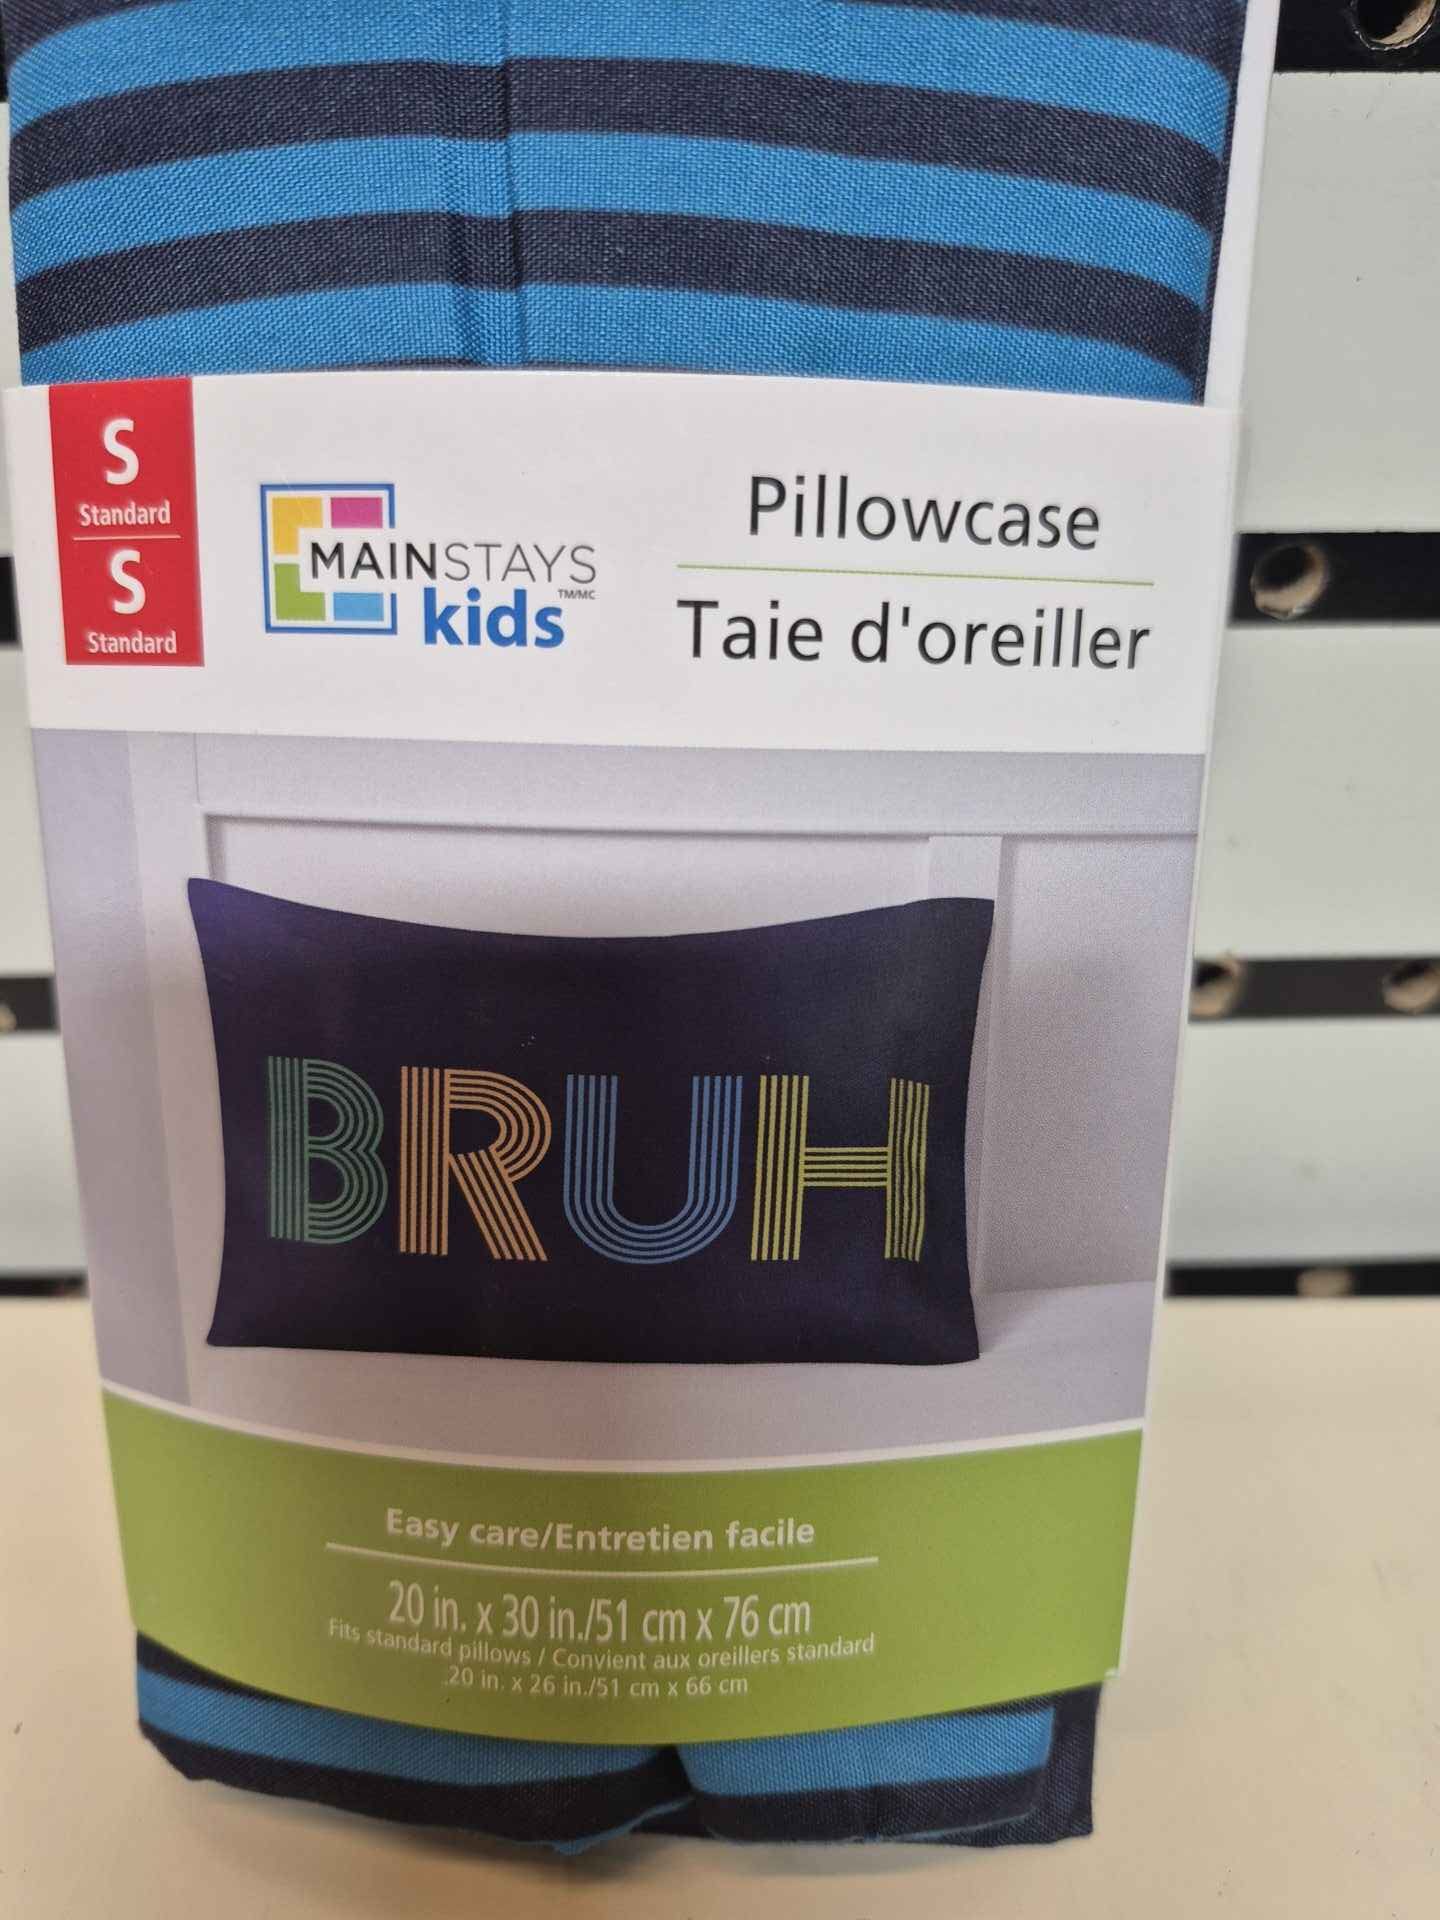 S
Standard
S
Standard
MAINSTAYS
TM/MC
kids
Pillowcase
Taie d'oreiller
BRUH
Easy care/Entretien facile
20 in. x 30 in./51 cm x 76 cm
Fits standard pillows / Convient aux oreillers standard
20 in. x 26 in./51 cm x 66 cm